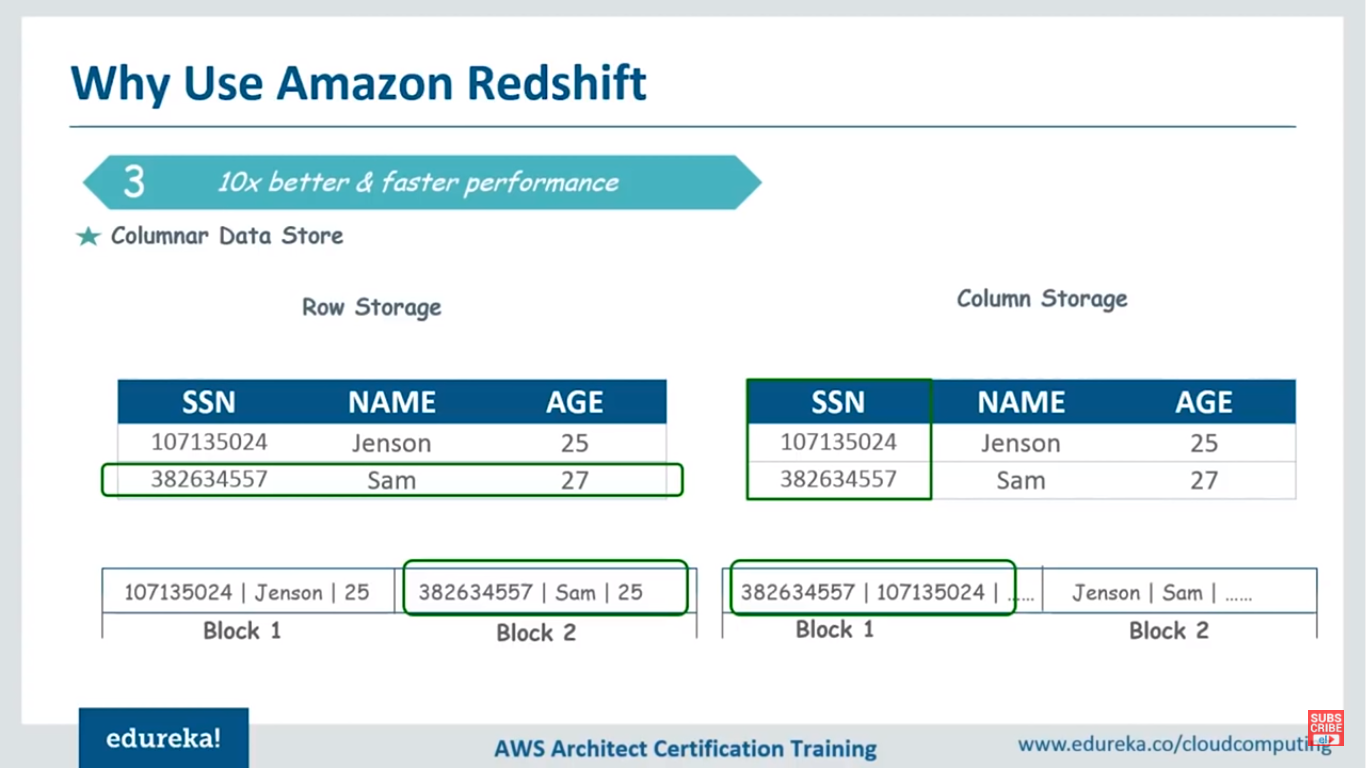 Why Use Amazon Redshift
3 10x better & faster performance
★ Columnar Data Store
Row Storage
Column Storage
SSN NAME AGE
107135024 Jenson 25
382634557 Sam 27
SSN NAME AGE
107135024 Jenson 25
382634557 Sam 27
107135024 | Jenson | 25
382634557 | Sam | 25
Block 1
Block 2
382634557 | 107135024 | ......
Jenson | Sam | ......
Block 1
Block 2
edureka!
AWS Architect Certification Training
www.edureka.co/cloudcomputing
SUBS
CRIBE